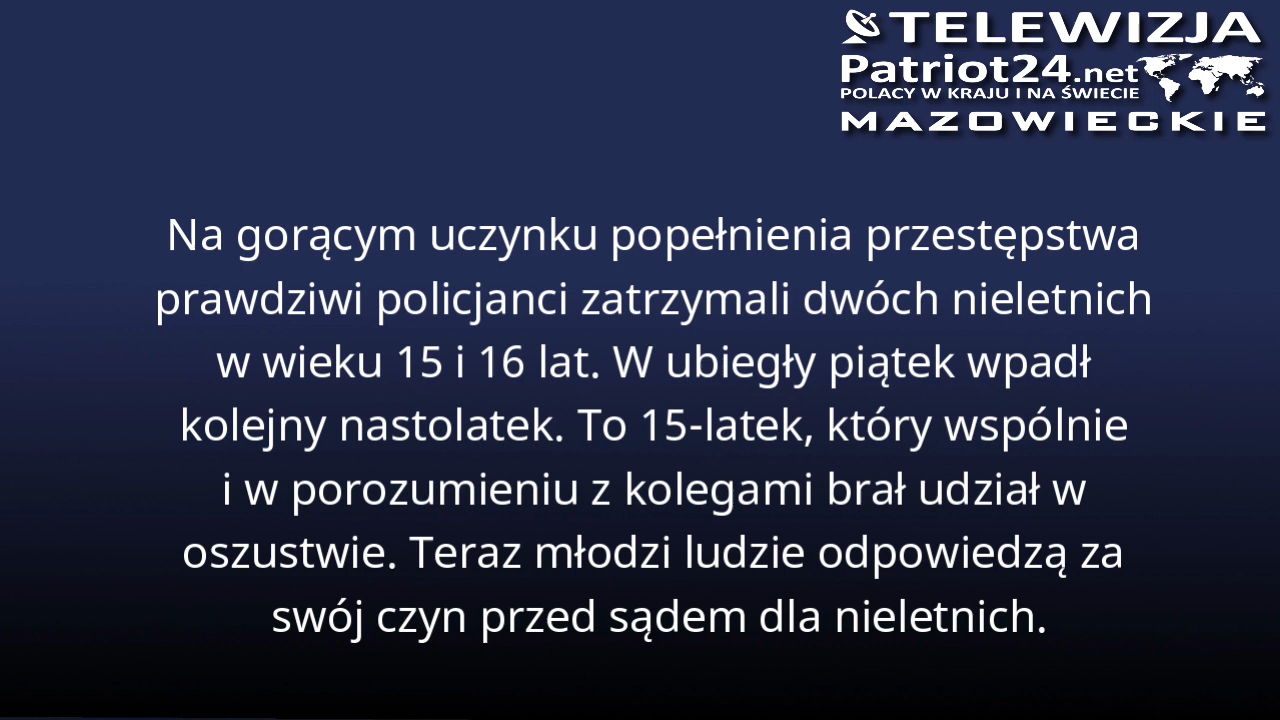 TELEWIZJA
Patriot24.net
POLACY W KRAJU I NA ŚWIECIE
MAZOWIECKIE
Na gorącym uczynku popełnienia przestępstwa
prawdziwi policjanci zatrzymali dwóch nieletnich
w wieku 15 i 16 lat. W ubiegły piątek wpadł
kolejny nastolatek. To 15-latek, który wspólnie
i w porozumieniu z kolegami brał udział w
oszustwie. Teraz młodzi ludzie odpowiedzą za
swój czyn przed sądem dla nieletnich.